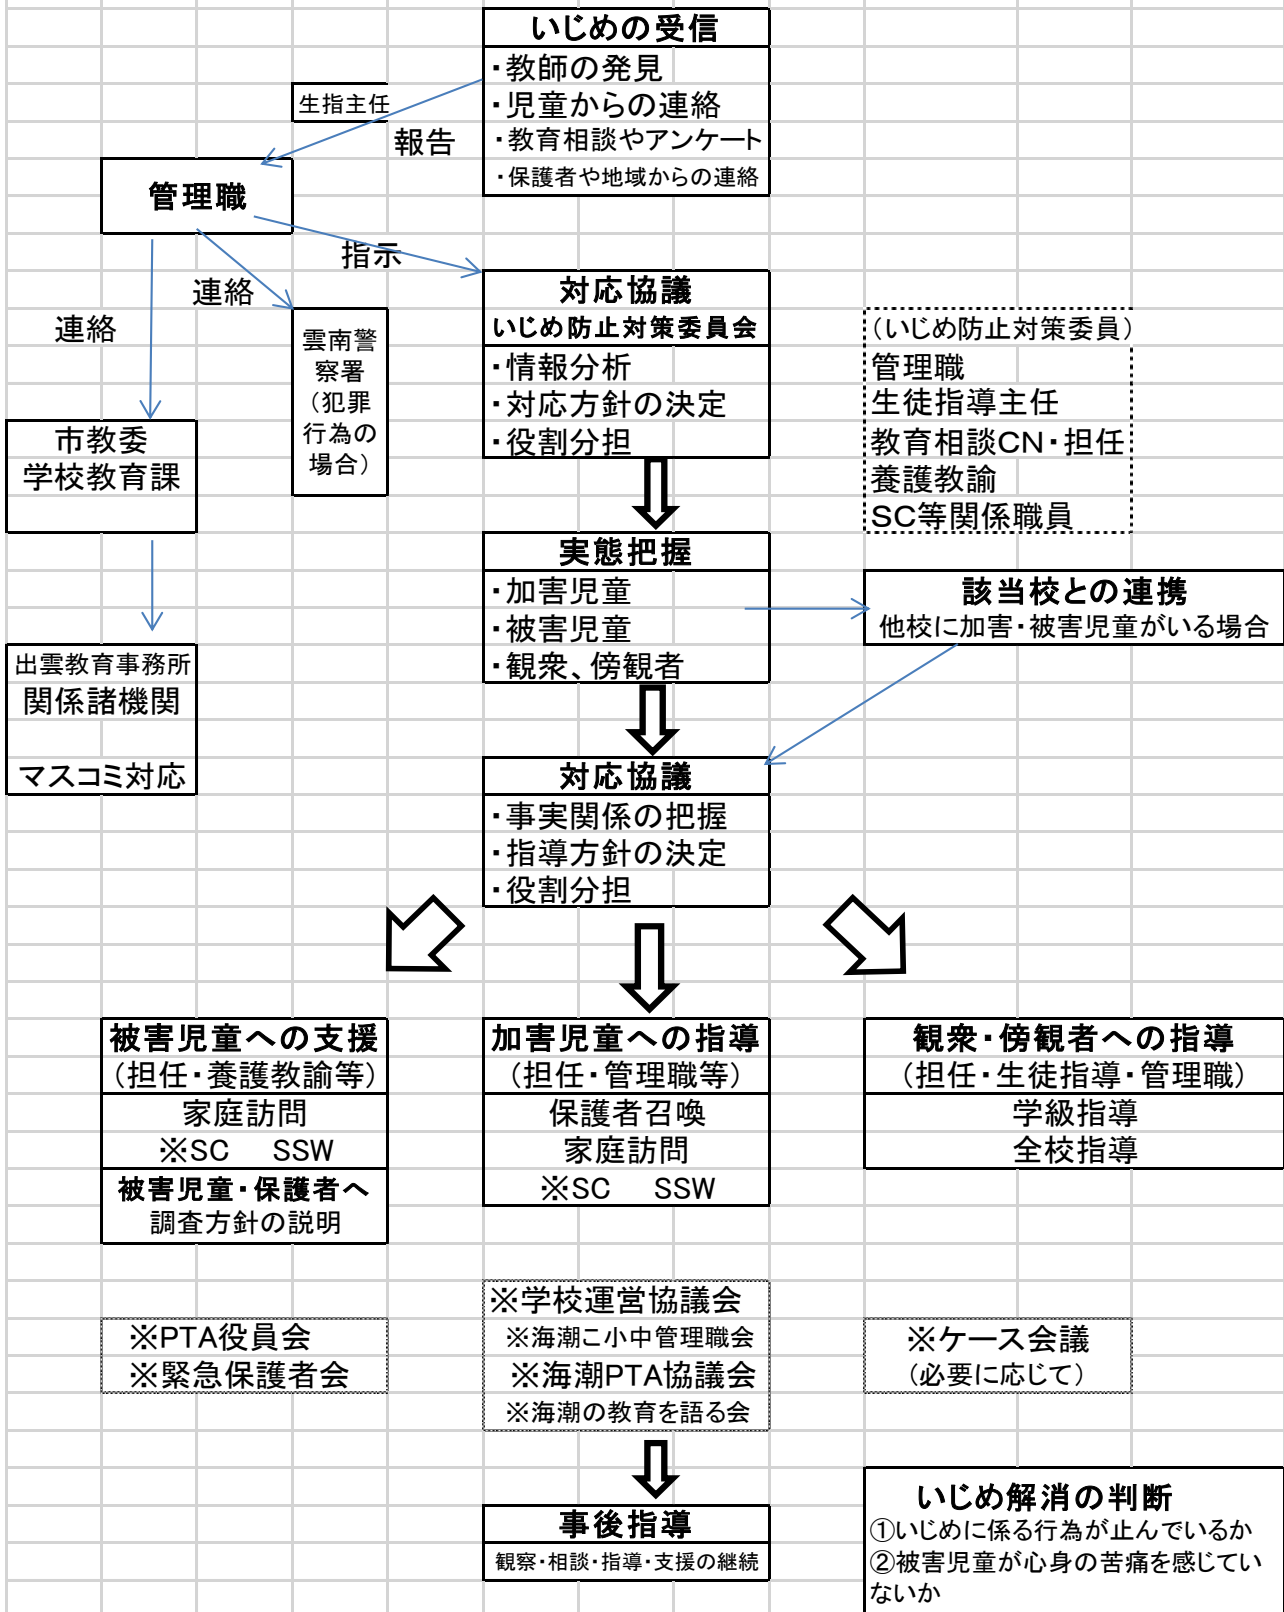 いじめの受信
・教師の発見
・児童からの連絡
・教育相談やアンケート
・保護者や地域からの連絡
生指主任
報告
管理職
指示
連絡
連絡
対応協議
いじめ防止対策委員会
・情報分析
・対応方針の決定
・役割分担
雲南警
察署
（犯罪
行為の
場合）
（いじめ防止対策委員）
管理職
生徒指導主任
教育相談CN・担任
養護教諭
SC等関係職員
市教委
学校教育課
実態把握
・加害児童
・被害児童
・観衆、傍観者
該当校との連携
他校に加害・被害児童がいる場合
出雲教育事務所
関係諸機関
マスコミ対応
対応協議
・事実関係の把握
・指導方針の決定
・役割分担
被害児童への支援
（担任・養護教諭等）
家庭訪問
※SC　SSW
被害児童・保護者へ
調査方針の説明
加害児童への指導
（担任・管理職等）
保護者召喚
家庭訪問
※SC　SSW
観衆・傍観者への指導
（担任・生徒指導・管理職）
学級指導
全校指導
※PTA役員会
※緊急保護者会
※学校運営協議会
※海潮こ小中管理職会
※海潮PTA協議会
※海潮の教育を語る会
※ケース会議
（必要に応じて）
事後指導
観察・相談・指導・支援の継続
いじめ解消の判断
①いじめに係る行為が止んでいるか
②被害児童が心身の苦痛を感じてい
ないか